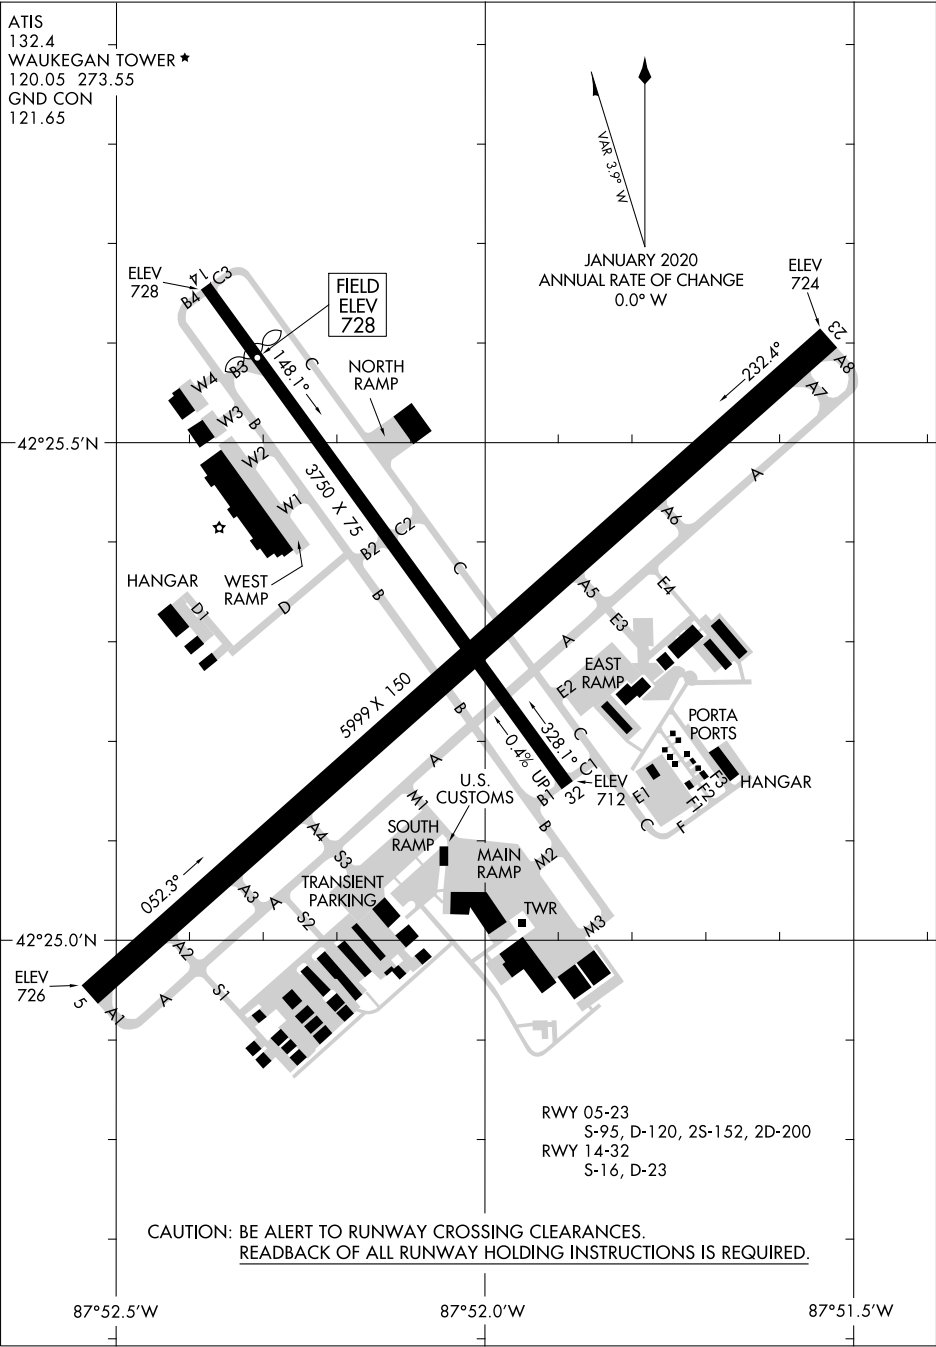 ATIS
132.4
WAUKEGAN TOWER ★
120.05 273.55
GND CON
121.65
VAR 3.9° W
JANUARY 2020
ANNUAL RATE OF CHANGE
0.0° W
ELEV
728
14
C3
B4
FIELD
ELEV
728
ELEV
724
23
A8
A7
232.4°
148.1°
C
B3
NORTH
RAMP
W4
W3
B
W2
W1
42°25.5'N
3750 X 75
A
A6
C2
B2
C
HANGAR
WEST
RAMP
D1
D
B
A5
E4
E3
A
EAST
RAMP
E2
5999 X 150
B
PORTA
PORTS
328.1°
0.4% UP
C
C1
A
U.S.
CUSTOMS
M1
B1
32
ELEV
712
E1
F3
F2
F1
HANGAR
C
F
SOUTH
RAMP
A4
S3
MAIN
RAMP
B
M2
052.3°
TRANSIENT
PARKING
A3
A
S2
TWR
M3
42°25.0'N
A2
ELEV
726
S1
5
A1
A
RWY 05-23
S-95, D-120, 2S-152, 2D-200
RWY 14-32
S-16, D-23
CAUTION: BE ALERT TO RUNWAY CROSSING CLEARANCES.
READBACK OF ALL RUNWAY HOLDING INSTRUCTIONS IS REQUIRED.
87°52.5'W
87°52.0'W
87°51.5'W